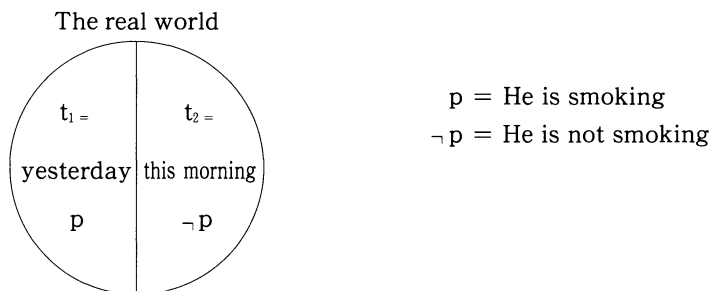 The real world
t₁ =
yesterday
p
t₂ =
this morning
¬ p
p = He is smoking
¬ p = He is not smoking